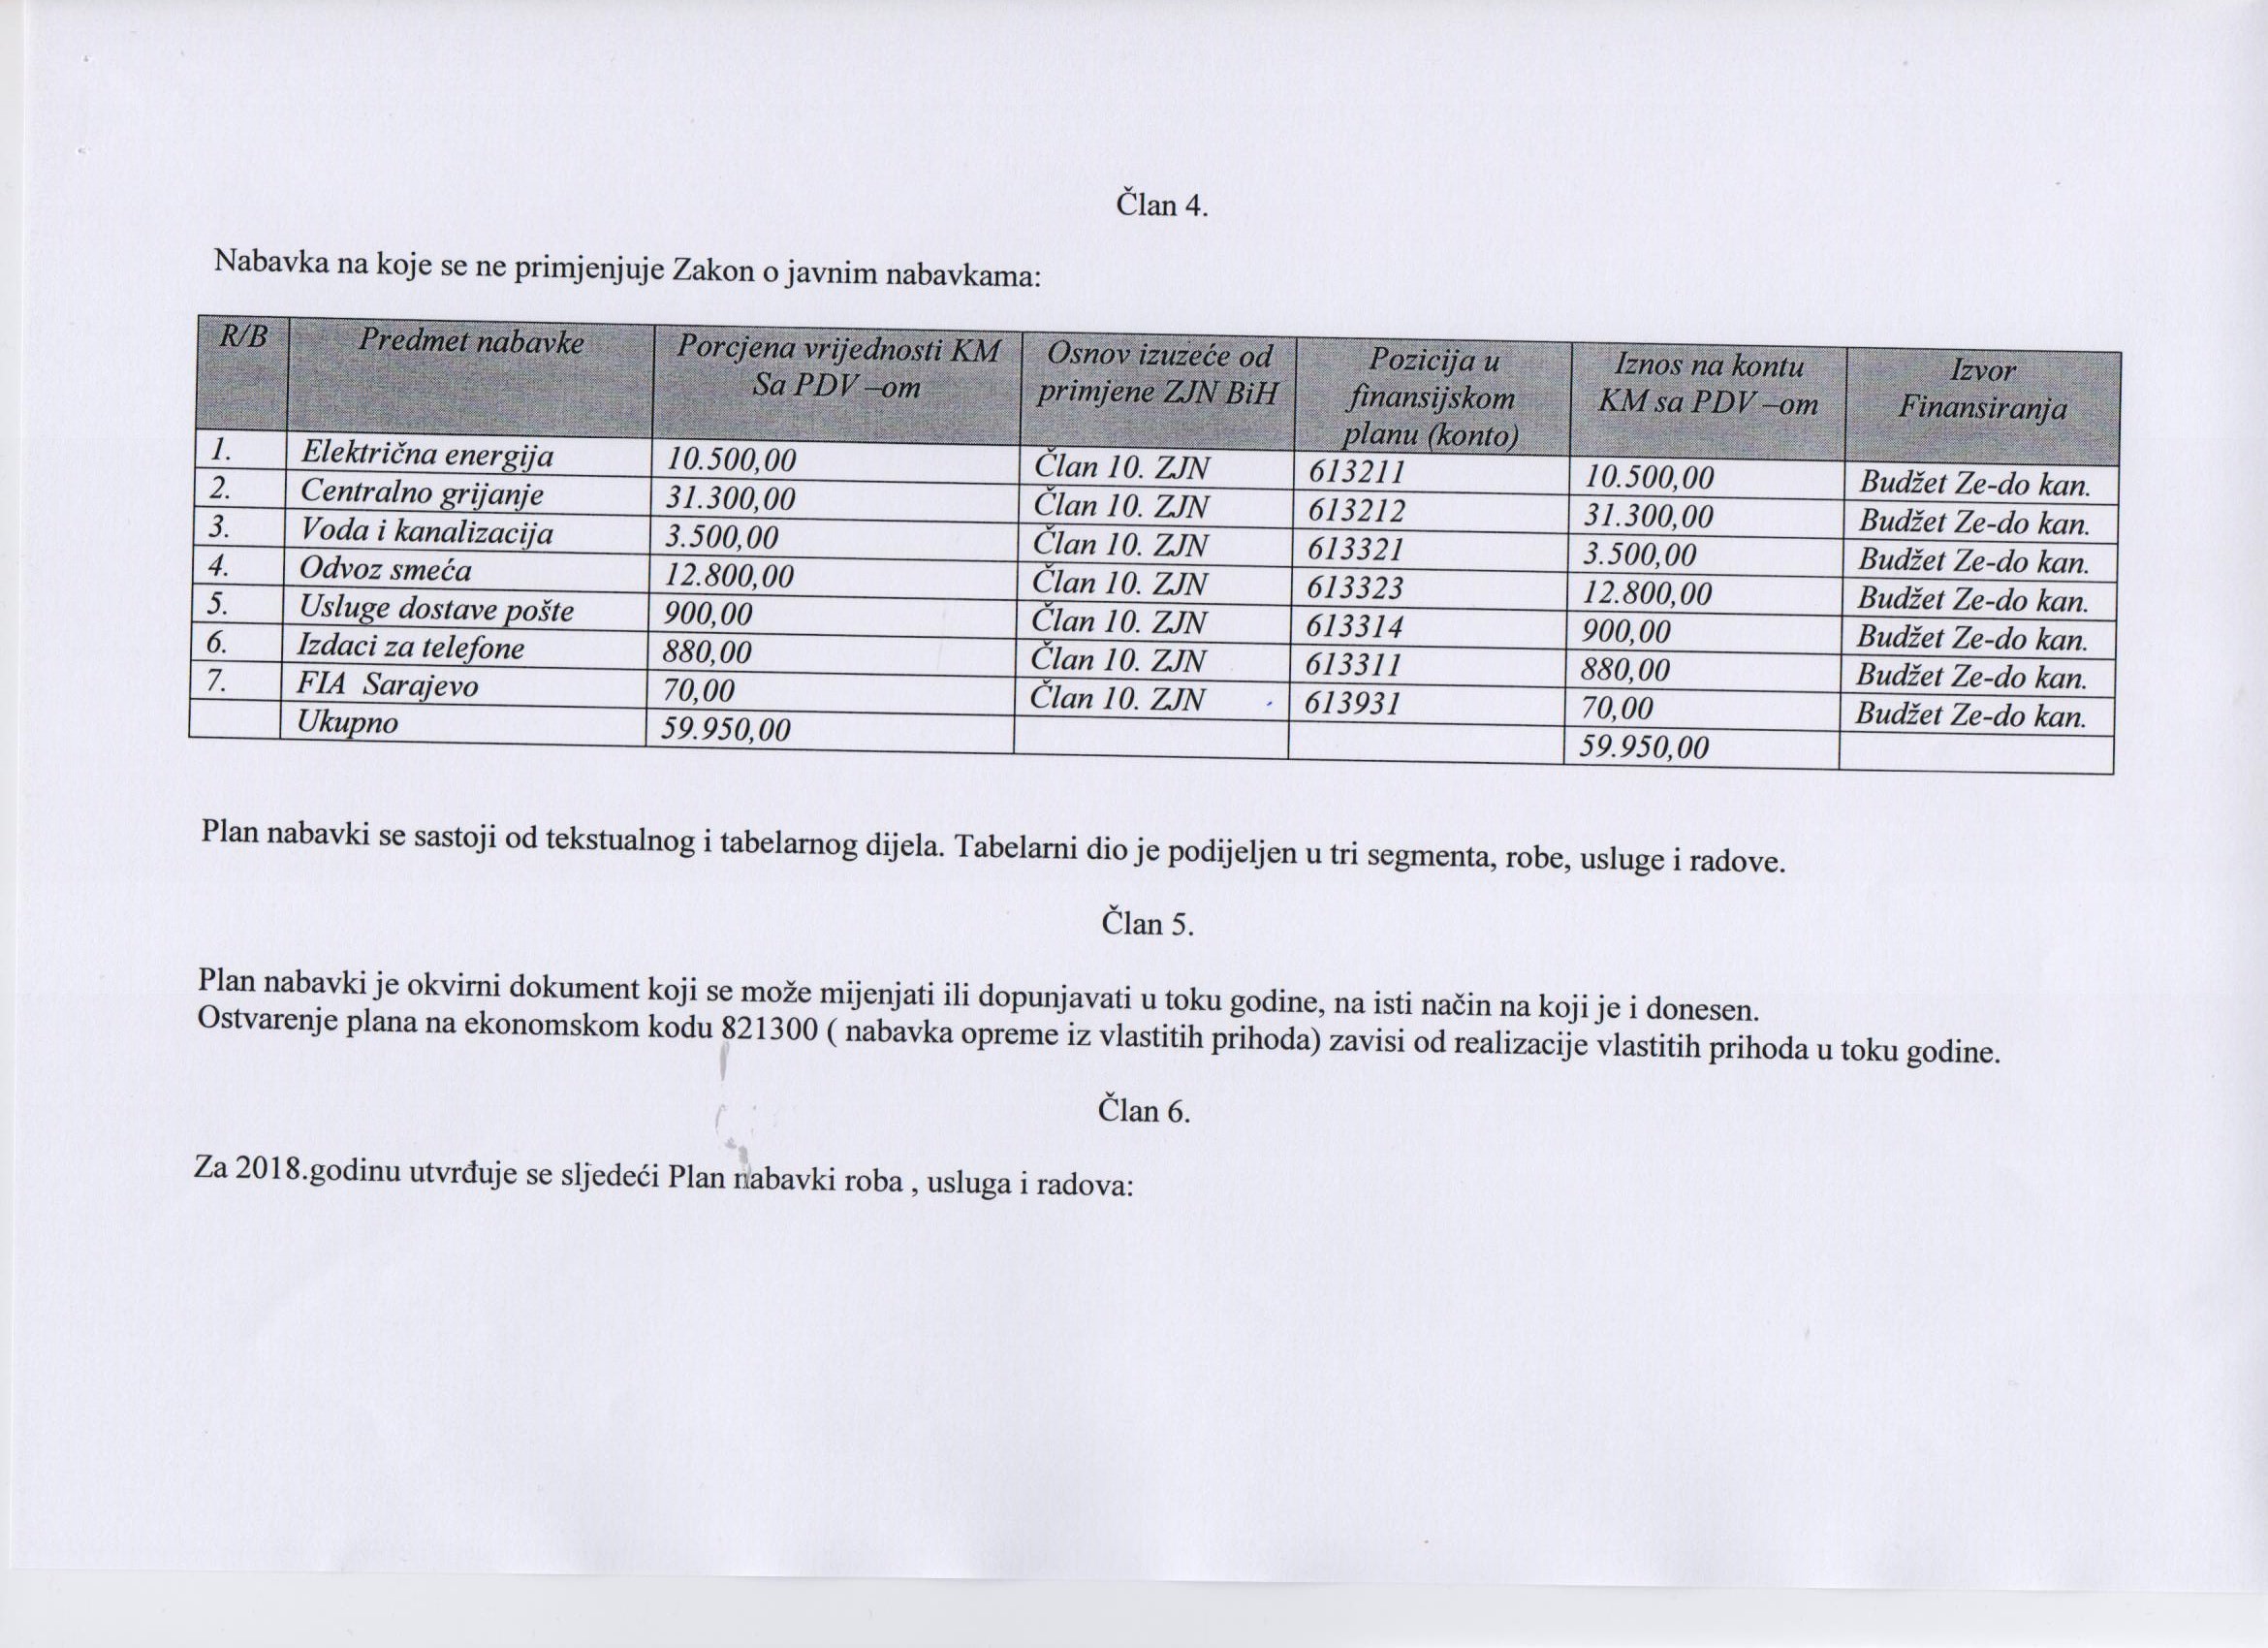 Član 4.
Nabavka na koje se ne primjenjuje Zakon o javnim nabavkama:
R/B Predmet nabavke Porcjena vrijednosti KM Sa PDV –om Osnov izuzeće od primjene ZJN BiH Pozicija u finansijskom planu (konto) Iznos na kontu KM sa PDV –om Izvor Finansiranja
1. Električna energija 10.500,00 Član 10. ZJN 613211 10.500,00 Budžet Ze-do kan.
2. Centralno grijanje 31.300,00 Član 10. ZJN 613212 31.300,00 Budžet Ze-do kan.
3. Voda i kanalizacija 3.500,00 Član 10. ZJN 613321 3.500,00 Budžet Ze-do kan.
4. Odvoz smeća 12.800,00 Član 10. ZJN 613323 12.800,00 Budžet Ze-do kan.
5. Usluge dostave pošte 900,00 Član 10. ZJN 613314 900,00 Budžet Ze-do kan.
6. Izdaci za telefone 880,00 Član 10. ZJN 613311 880,00 Budžet Ze-do kan.
7. FIA Sarajevo 70,00 Član 10. ZJN 613931 70,00 Budžet Ze-do kan.
Ukupno 59.950,00 59.950,00
Plan nabavki se sastoji od tekstualnog i tabelarnog dijela. Tabelarni dio je podijeljen u tri segmenta, robe, usluge i radove.
Član 5.
Plan nabavki je okvirni dokument koji se može mijenjati ili dopunjavati u toku godine, na isti način na koji je i donesen.
Ostvarenje plana na ekonomskom kodu 821300 ( nabavka opreme iz vlastitih prihoda) zavisi od realizacije vlastitih prihoda u toku godine.
Član 6.
Za 2018.godinu utvrđuje se sljedeći Plan nabavki roba , usluga i radova: